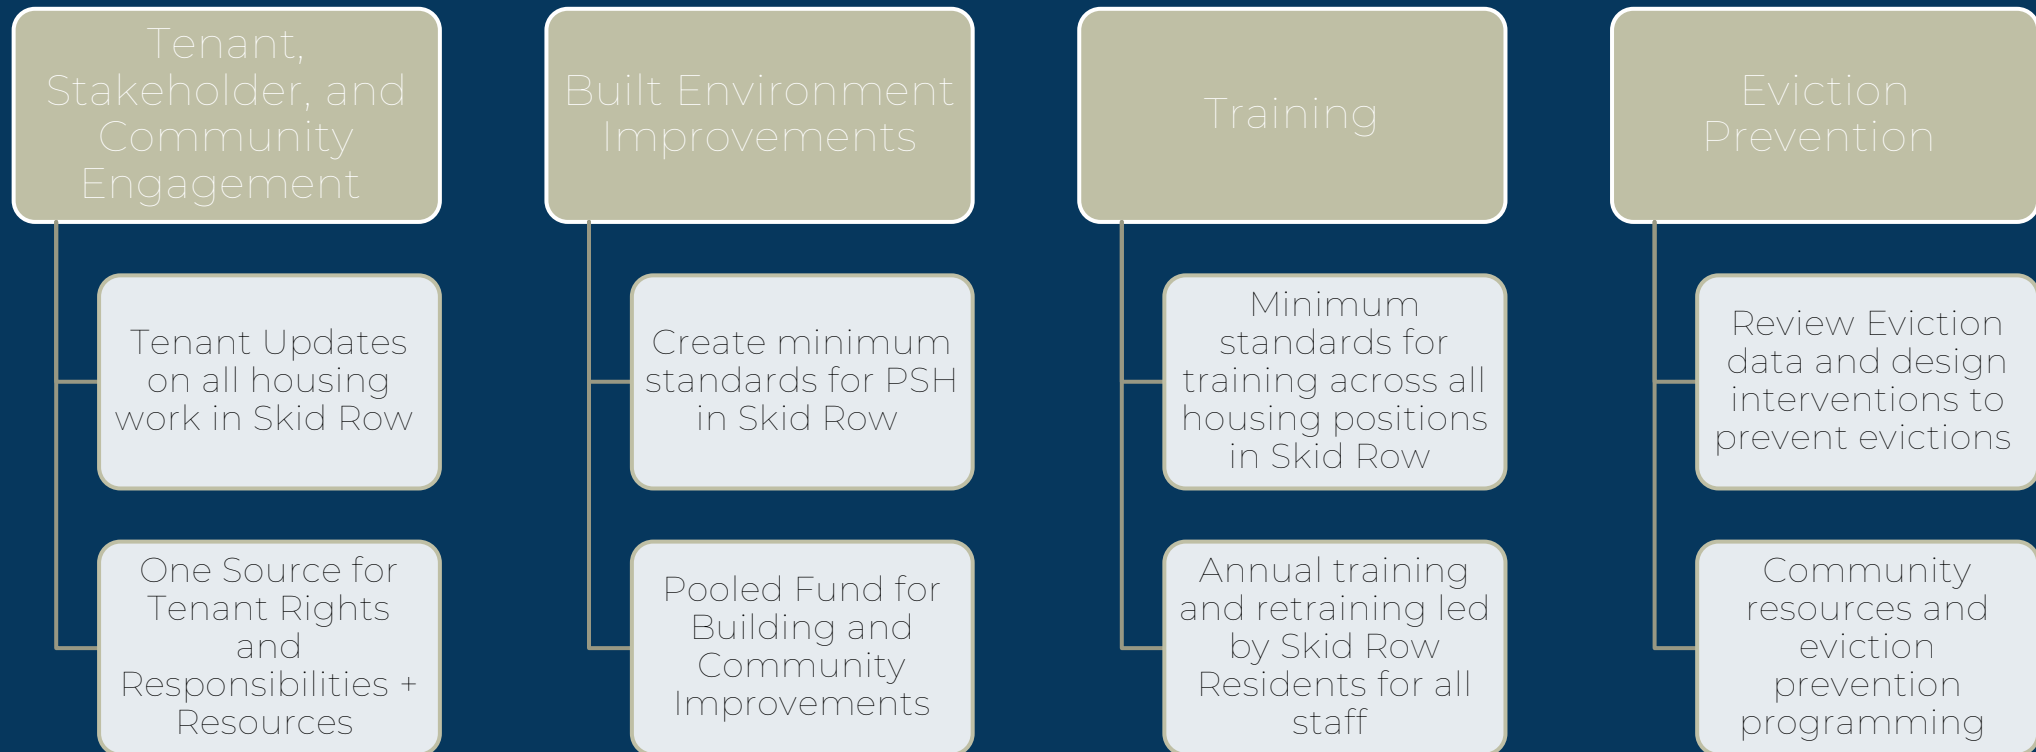 Tenant,
Stakeholder, and
Community
Engagement
Tenant Updates
on all housing
work in Skid Row
One Source for
Tenant Rights
and
Responsibilities +
Resources
Built Environment
Improvements
Create minimum
standards for PSH
in Skid Row
Pooled Fund for
Building and
Community
Improvements
Training
Minimum
standards for
training across all
housing positions
in Skid Row
Annual training
and retraining led
by Skid Row
Residents for all
staff
Eviction
Prevention
Review Eviction
data and design
interventions to
prevent evictions
Community
resources and
eviction
prevention
programming